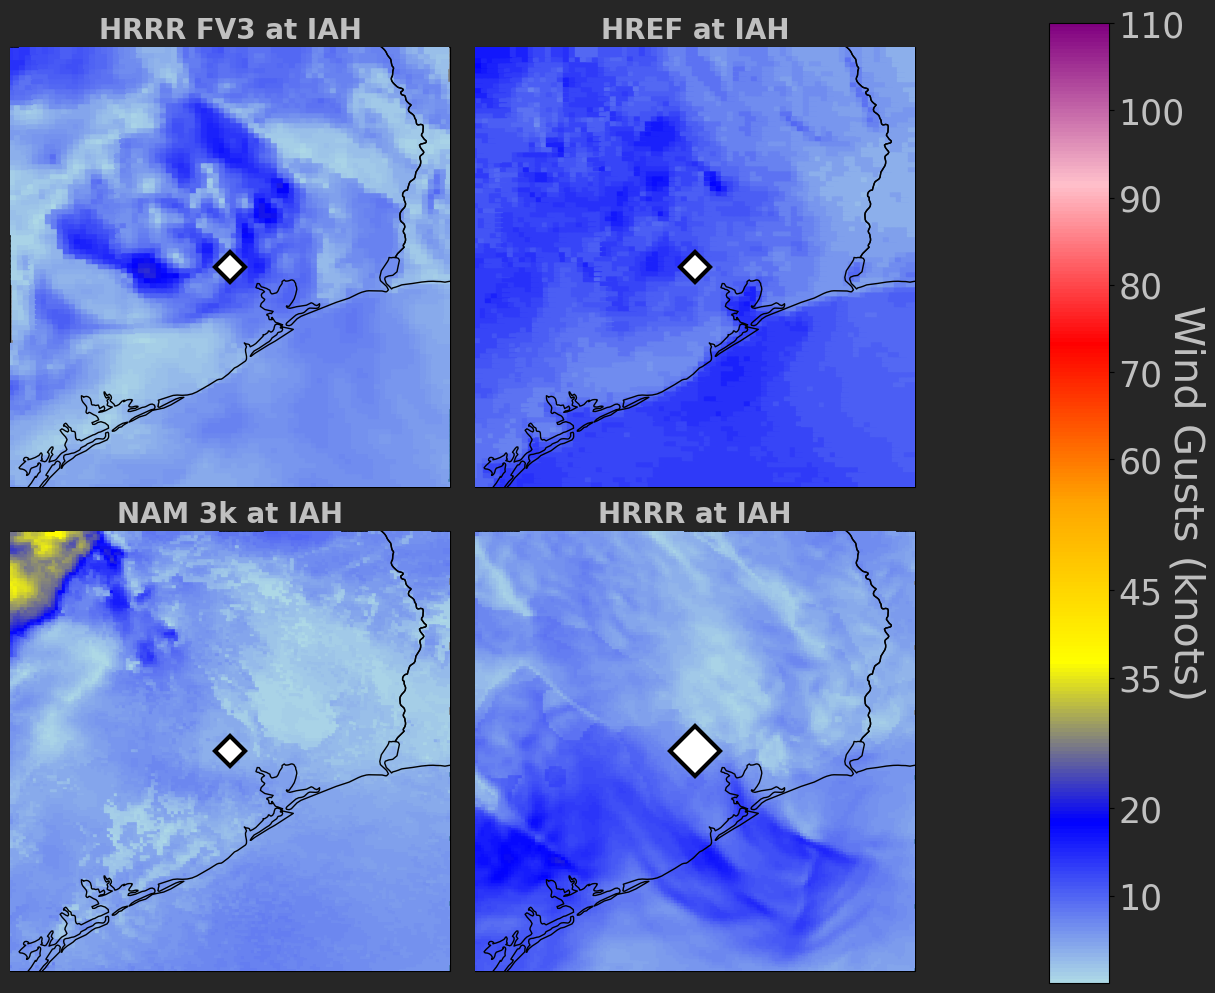 HRRR FV3 at IAH
HREF at IAH
NAM 3k at IAH
HRRR at IAH
110
100
90
80
70
60
45
35
20
10
Wind Gusts (knots)